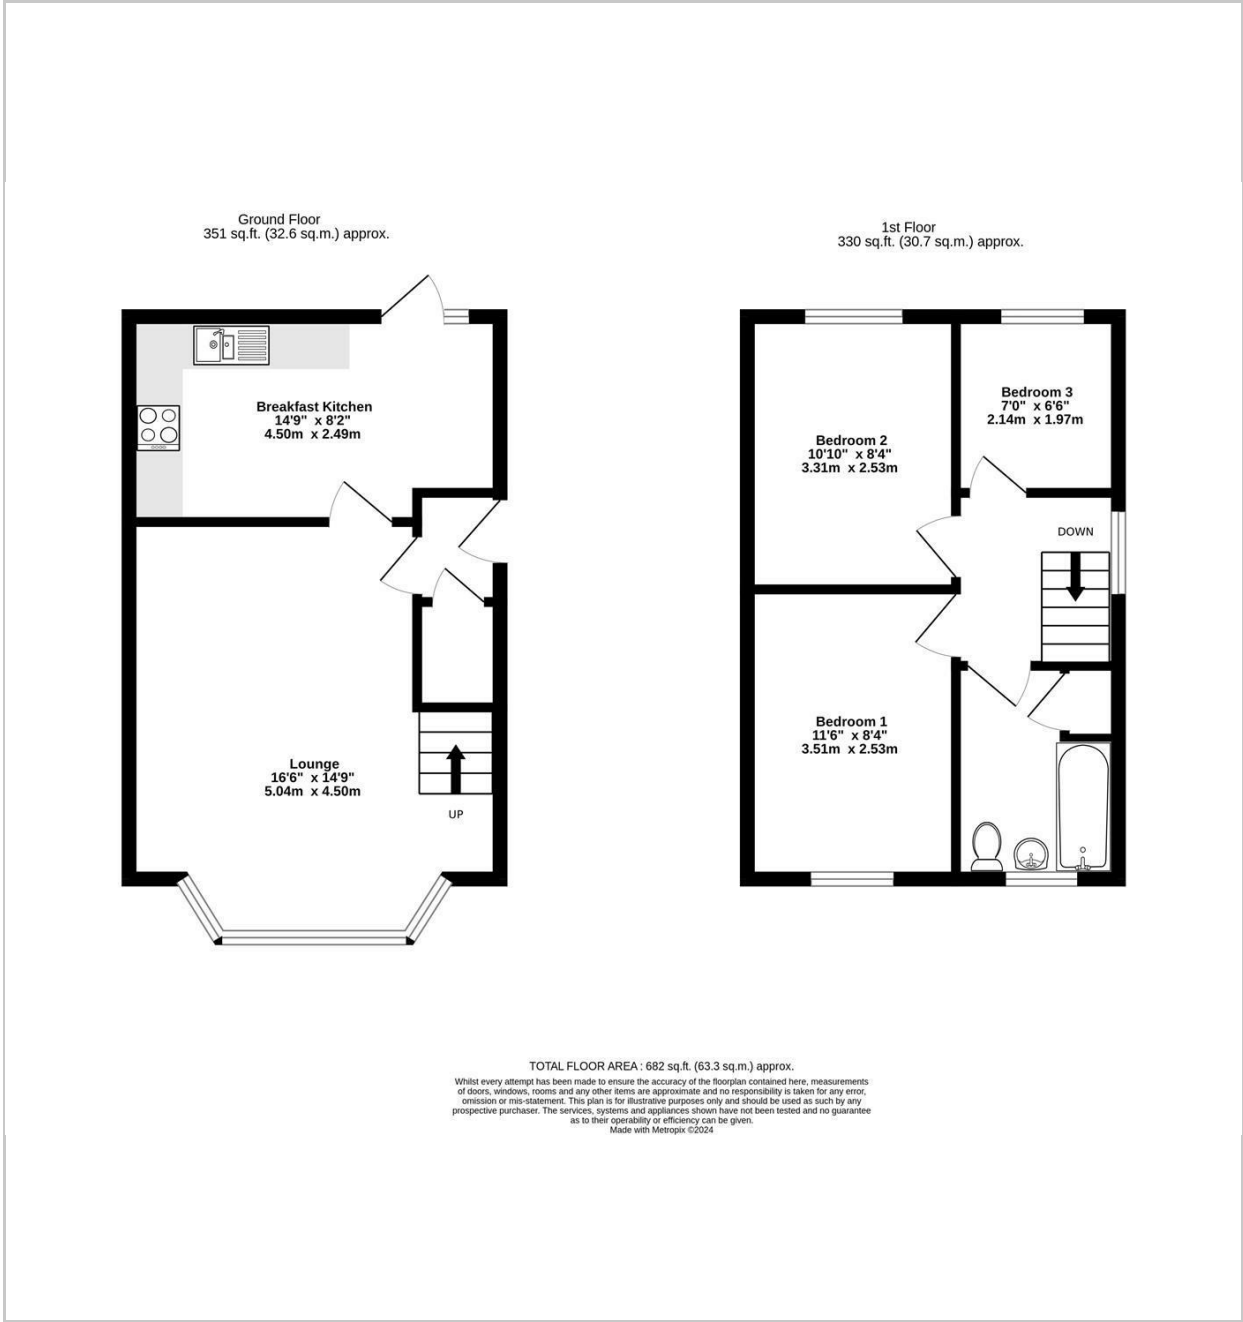 Ground Floor
351 sq.ft. (32.6 sq.m.) approx.
1st Floor
330 sq.ft. (30.7 sq.m.) approx.
Breakfast Kitchen
14'9" x 8'2"
4.50m x 2.49m
Lounge
16'6" x 14'9"
5.04m x 4.50m
UP
Bedroom 2
10'10" x 8'4"
3.31m x 2.53m
Bedroom 3
7'0" x 6'6"
2.14m x 1.97m
DOWN
Bedroom 1
11'6" x 8'4"
3.51m x 2.53m
TOTAL FLOOR AREA : 682 sq.ft. (63.3 sq.m.) approx.
Whilst every attempt has been made to ensure the accuracy of the floorplan contained here, measurements
of doors, windows, rooms and any other items are approximate and no responsibility is taken for any error,
omission or mis-statement. This plan is for illustrative purposes only and should be used as such by any
prospective purchaser. The services, systems and appliances shown have not been tested and no guarantee
as to their operability or efficiency can be given.
Made with Metropix ©2024